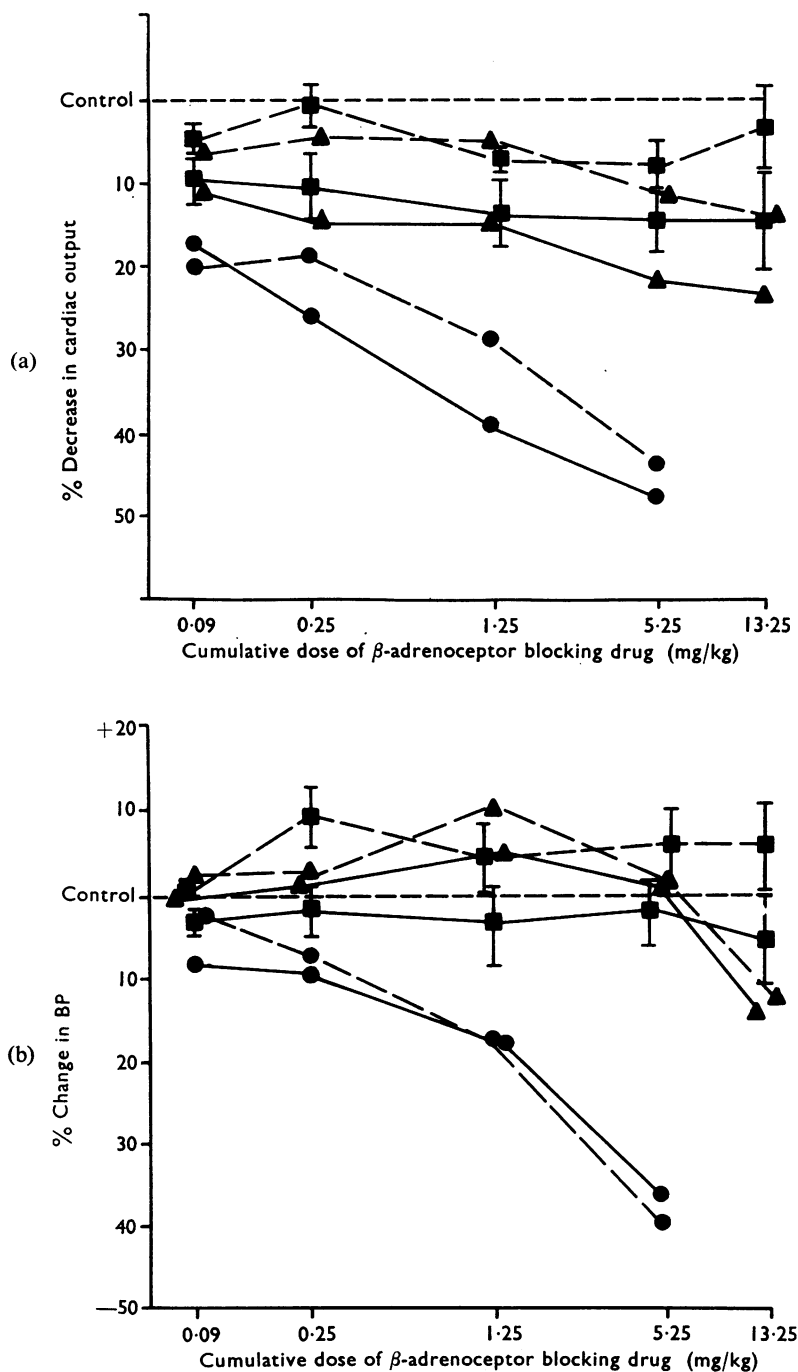 (a)
% Decrease in cardiac output
Control
10
20
30
40
50
0·09 0·25 1·25 5·25 13·25
Cumulative dose of β-adrenoceptor blocking drug (mg/kg)
(b)
% Change in BP
+20
10
Control
10
20
30
40
—50
0·09 0·25 1·25 5·25 13·25
Cumulative dose of β-adrenoceptor blocking drug (mg/kg)